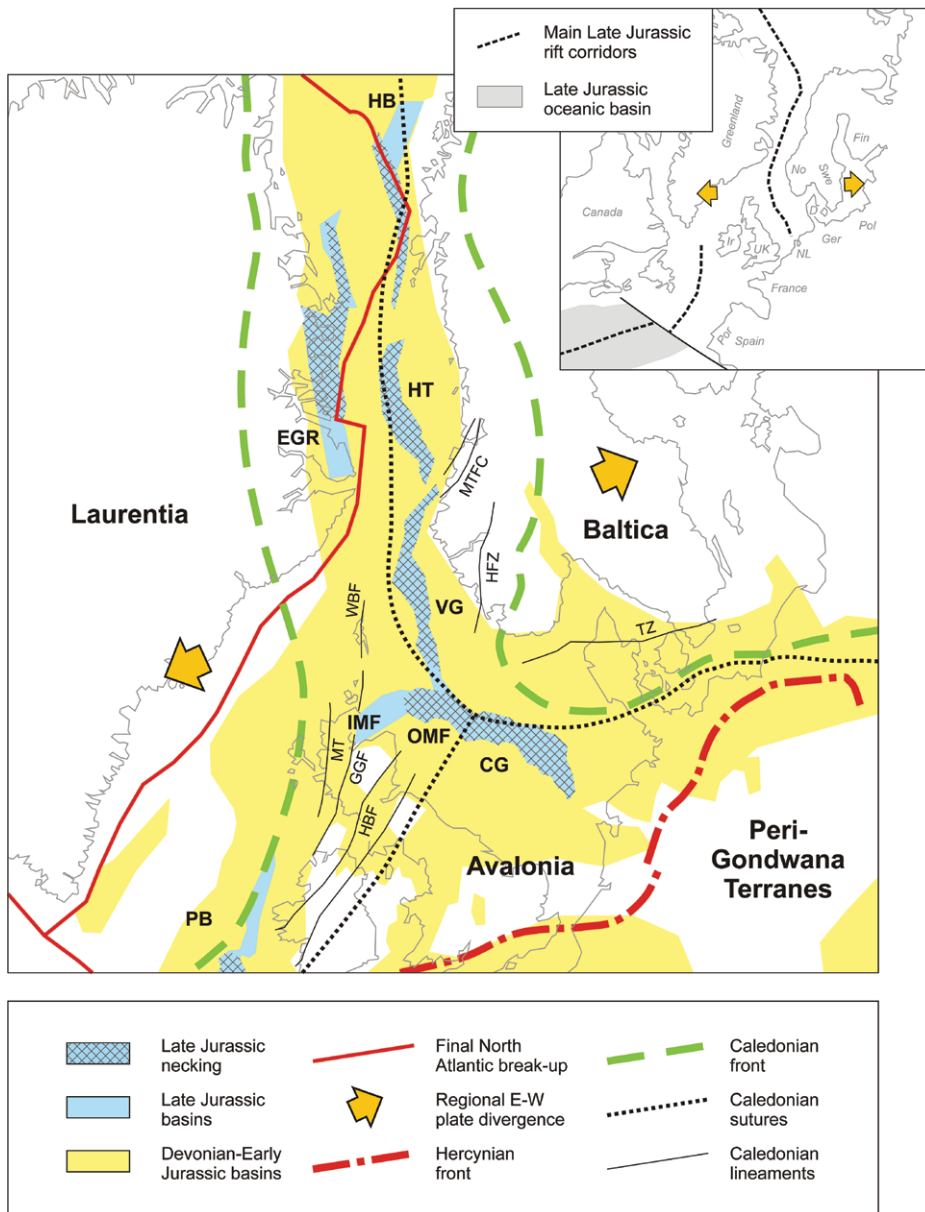 Main Late Jurassic
rift corridors
Late Jurassic
oceanic basin
Greenland
Fin
No
Swe
Canada
D
Pol
Ir
UK
Ger
NL
France
Por
Spain
HB
HT
EGR
MTFC
Laurentia
Baltica
HFZ
WBF
VG
TZ
IMF
MT
OMF
GGF
CG
HBF
Peri-
Gondwana
Terranes
Avalonia
PB
Late Jurassic
necking
Final North
Atlantic break-up
Caledonian
front
Late Jurassic
basins
Regional E-W
plate divergence
Caledonian
sutures
Devonian-Early
Jurassic basins
Hercynian
front
Caledonian
lineaments